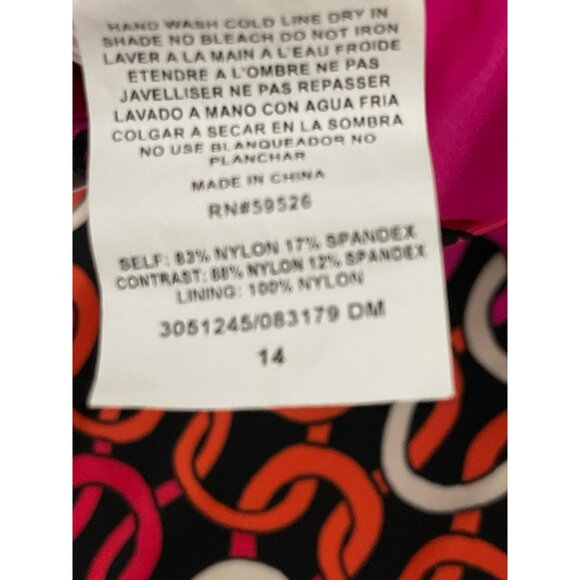 HAND WASH COLD LINE DRY IN
SHADE NO BLEACH DO NOT IRON
LAVER A LA MAIN A L'EAU FROIDE
ETENDRE A L'OMBRE NE PAS
JAVELLISER NE PAS REPASSER
LAVADO A MANO CON AGUA FRIA
COLGAR A SECAR EN LA SOMBRA
NO USE BLANQUEADOR NO
PLANCHAR
MADE IN CHINA
RN#59526
SELF: 83% NYLON 17% SPANDEX
CONTRAST: 88% NYLON 12% SPANDEX
LINING: 100% NYLON
3051245/083179 DM
14